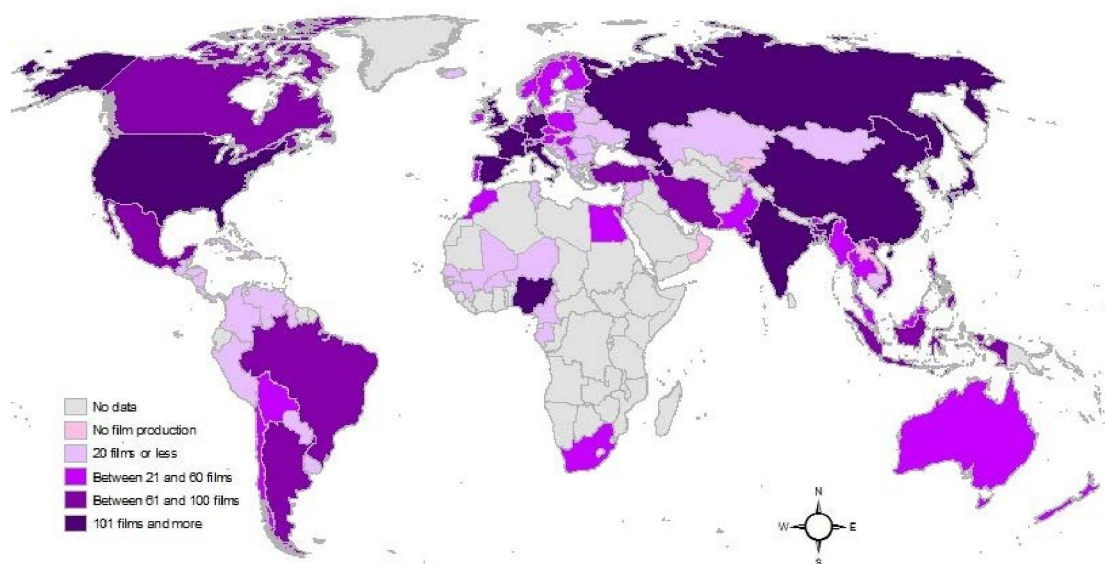 No data
No film production
20 films or less
Between 21 and 60 films
Between 61 and 100 films
101 films and more
N
W E
S